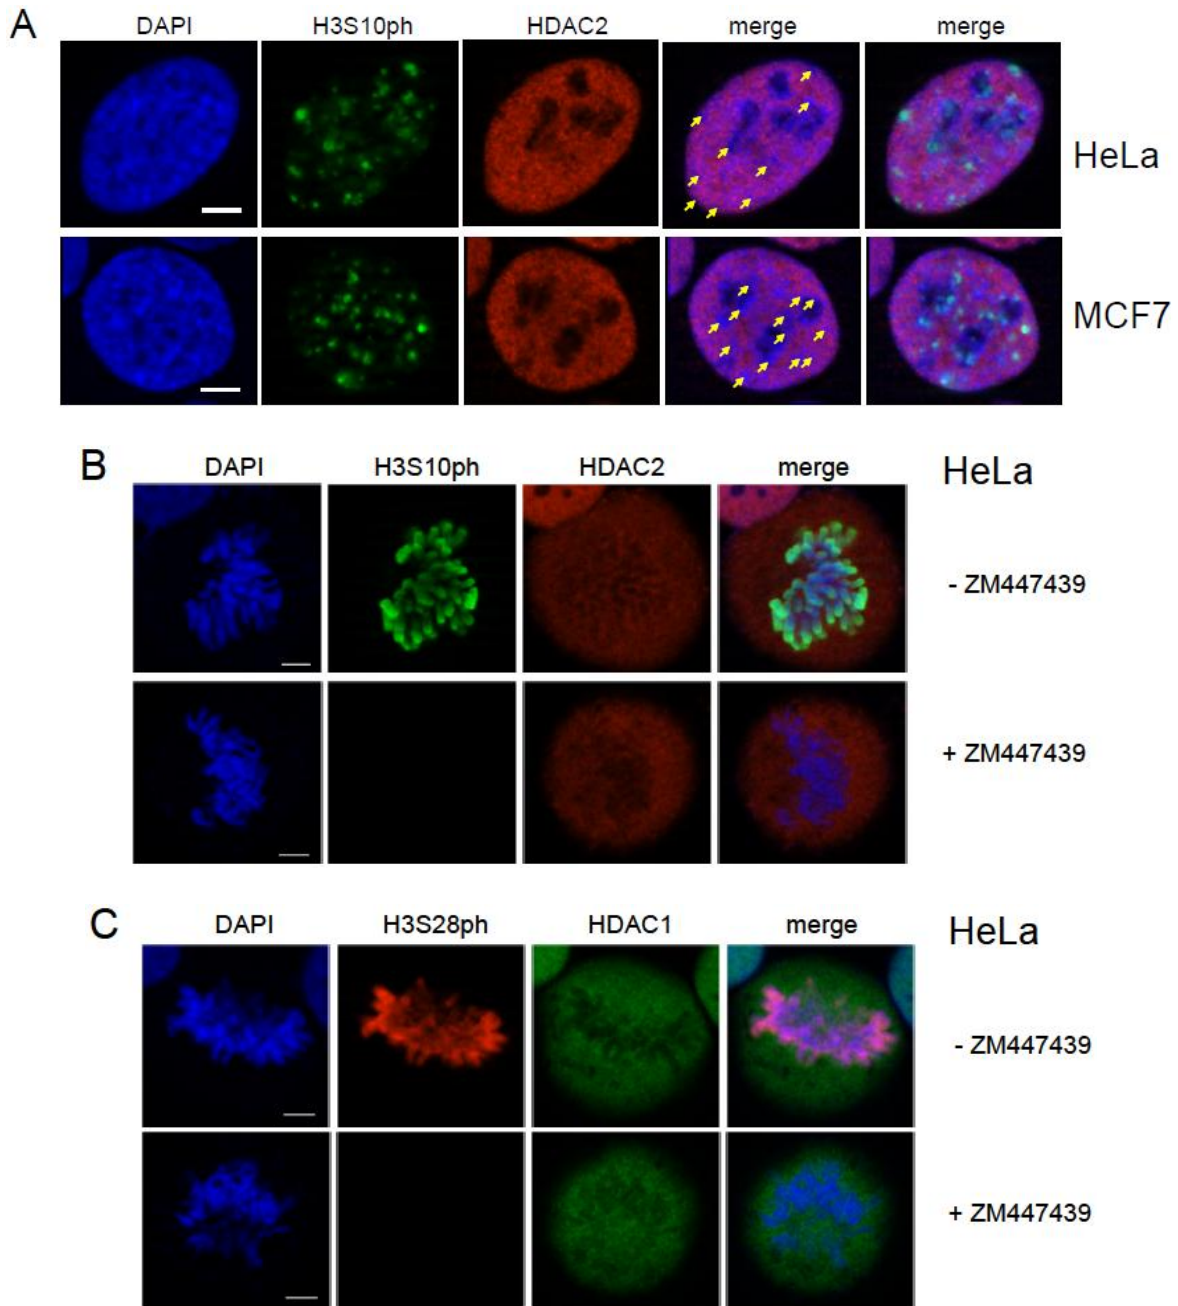 A
DAPI H3S10ph HDAC2 merge merge
HeLa
MCF7
B
DAPI H3S10ph HDAC2 merge HeLa
- ZM447439
+ ZM447439
C
DAPI H3S28ph HDAC1 merge HeLa
- ZM447439
+ ZM447439